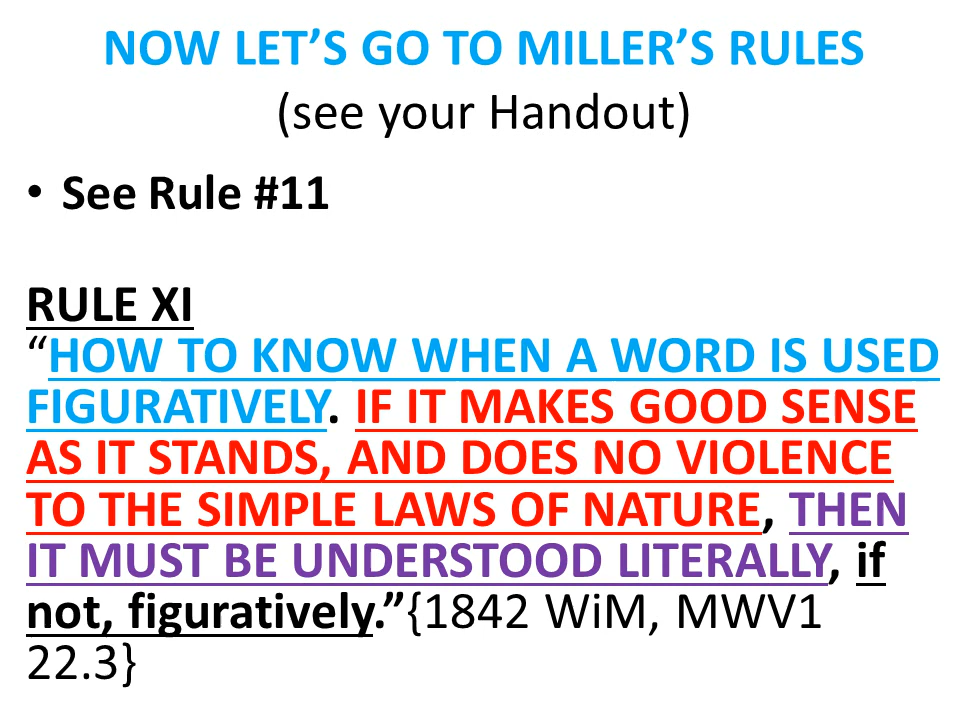 NOW LET’S GO TO MILLER’S RULES
(see your Handout)
• See Rule #11
RULE XI
“HOW TO KNOW WHEN A WORD IS USED
FIGURATIVELY. IF IT MAKES GOOD SENSE
AS IT STANDS, AND DOES NO VIOLENCE
TO THE SIMPLE LAWS OF NATURE, THEN
IT MUST BE UNDERSTOOD LITERALLY, if
not, figuratively.”{1842 WiM, MWV1
22.3}